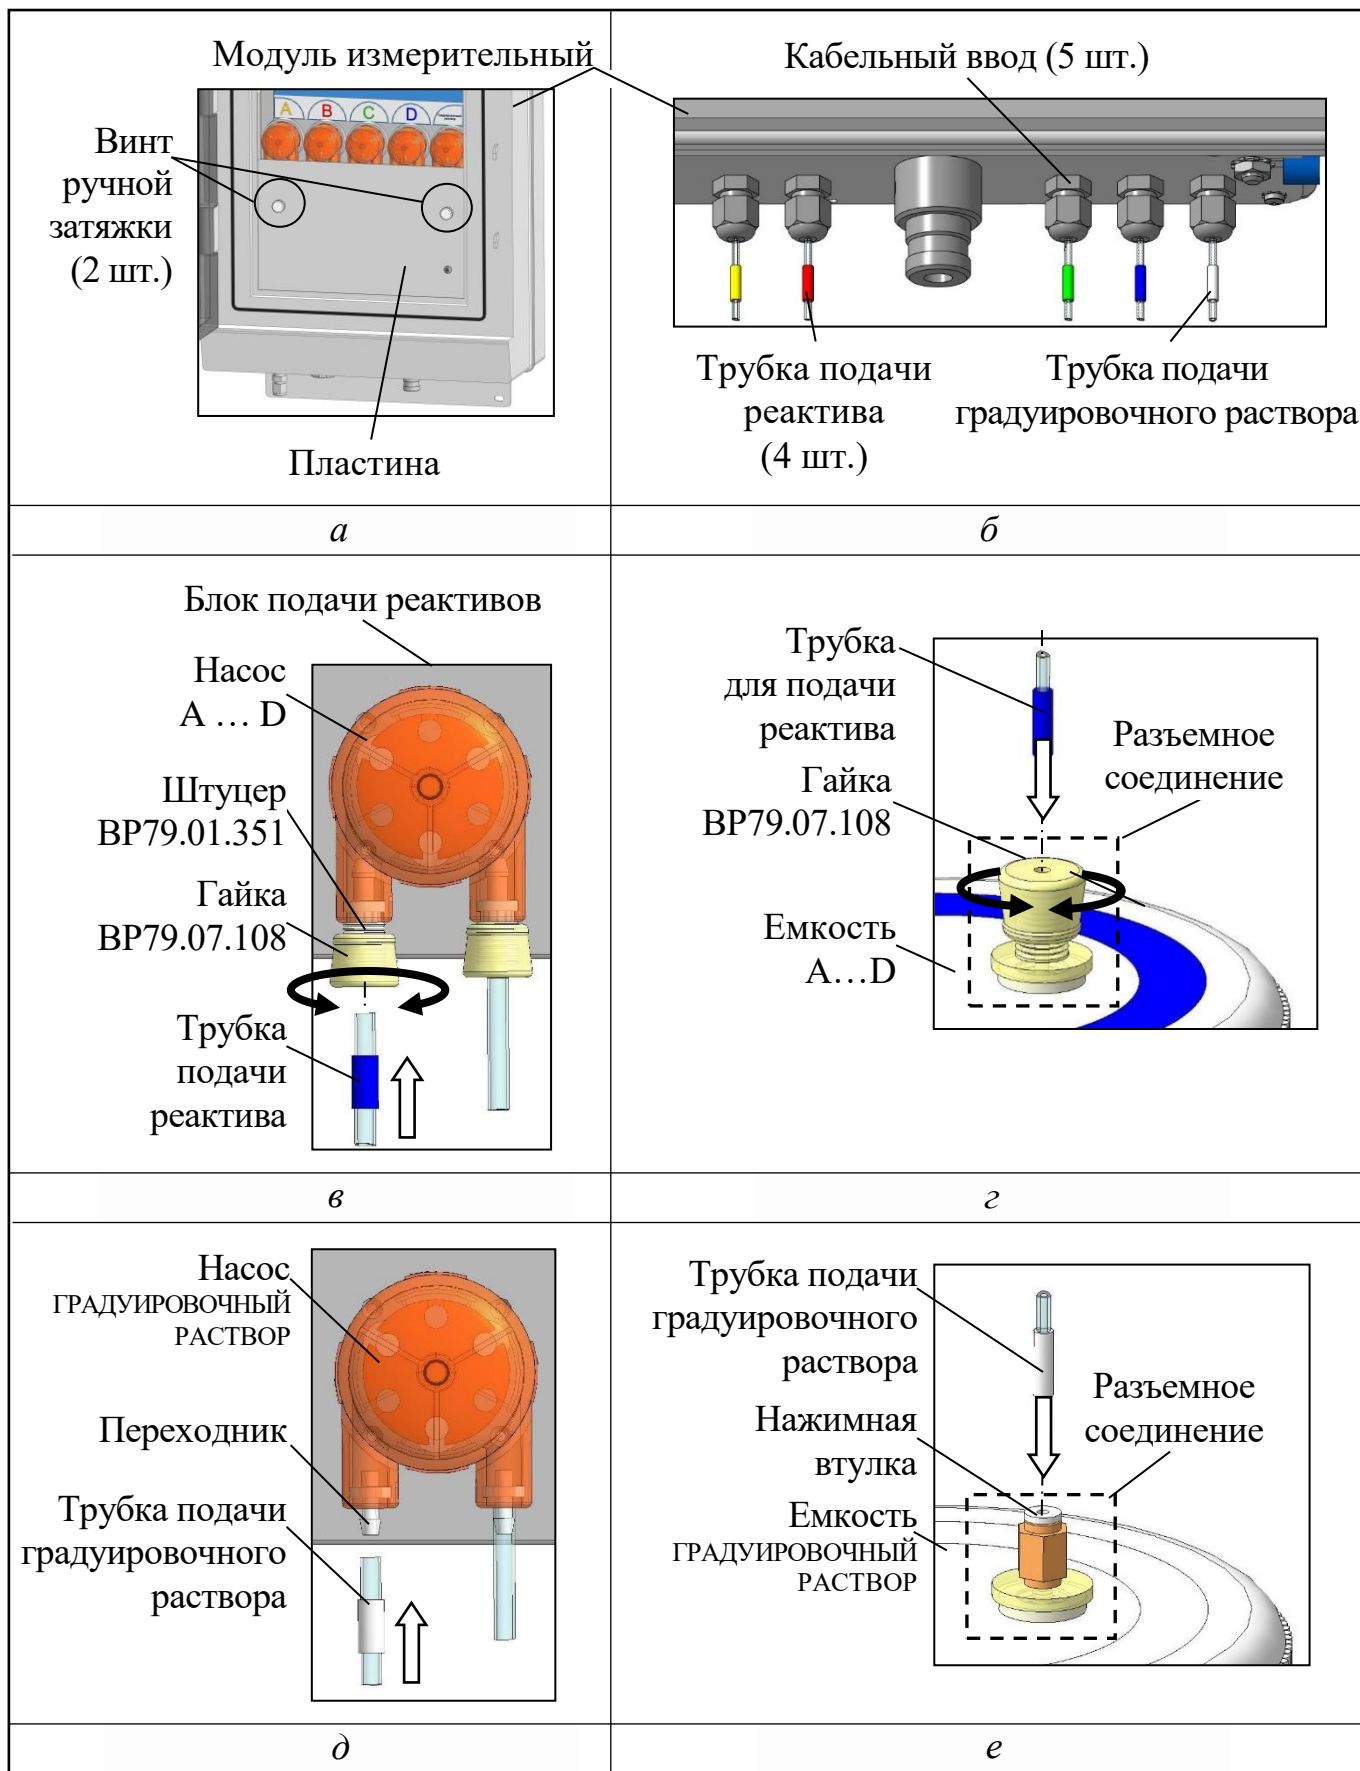 Модуль измерительный
Винт
ручной
затяжки
(2 шт.)
A
B
C
D
Пластина
а
Кабельный ввод (5 шт.)
Трубка подачи
реактива
(4 шт.)
Трубка подачи
градуировочного раствора
б
Блок подачи реактивов
Насос
A … D
Штуцер
ВР79.01.351
Гайка
ВР79.07.108
Трубка
подачи
реактива
в
Трубка
для подачи
реактива
Гайка
ВР79.07.108
Разъемное
соединение
Емкость
A…D
г
Насос
ГРАДУИРОВОЧНЫЙ
РАСТВОР
Переходник
Трубка подачи
градуировочного
раствора
д
Трубка подачи
градуировочного
раствора
Нажимная
втулка
Разъемное
соединение
Емкость
ГРАДУИРОВОЧНЫЙ
РАСТВОР
е